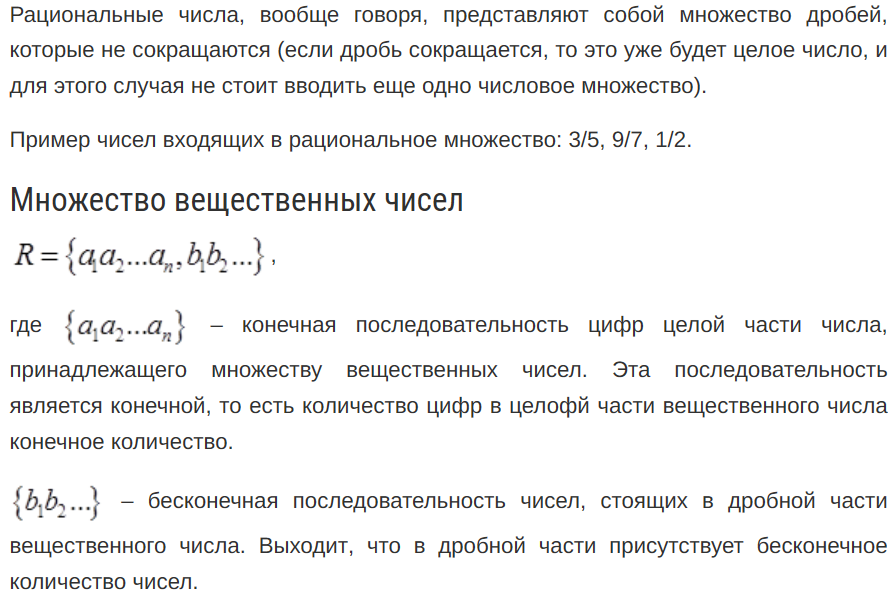 Рациональные числа, вообще говоря, представляют собой множество дробей,
которые не сокращаются (если дробь сокращается, то это уже будет целое число, и
для этого случая не стоит вводить еще одно числовое множество).
Пример чисел входящих в рациональное множество: 3/5, 9/7, 1/2.
Множество вещественных чисел
R = {a₁a₂...aₙ,b₁b₂...} ,
где {a₁a₂...aₙ} – конечная последовательность цифр целой части числа,
принадлежащего множеству вещественных чисел. Эта последовательность
является конечной, то есть количество цифр в целофй части вещественного числа
конечное количество.
{b₁b₂...} – бесконечная последовательность чисел, стоящих в дробной части
вещественного числа. Выходит, что в дробной части присутствует бесконечное
количество чисел.